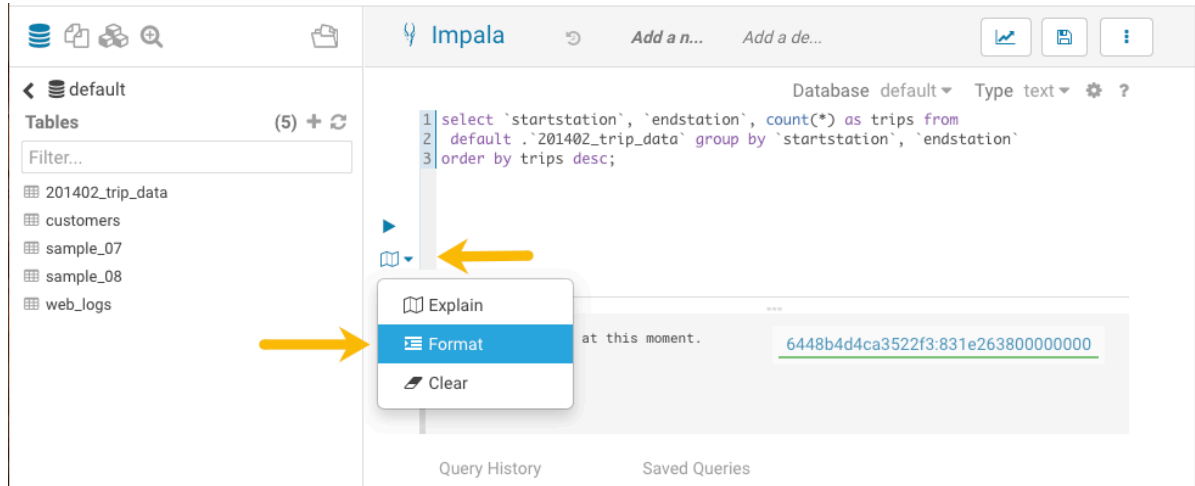 Impala
Add a n...
Add a de...
default
Database default
Type text
?
Tables
(5)
Filter...
201402_trip_data
customers
sample_07
sample_08
web_logs
1 select `startstation`, `endstation`, count(*) as trips from
2 default .`201402_trip_data` group by `startstation`, `endstation`
3 order by trips desc;
Explain
Format
Clear
at this moment.
6448b4d4ca3522f3:831e263800000000
Query History
Saved Queries